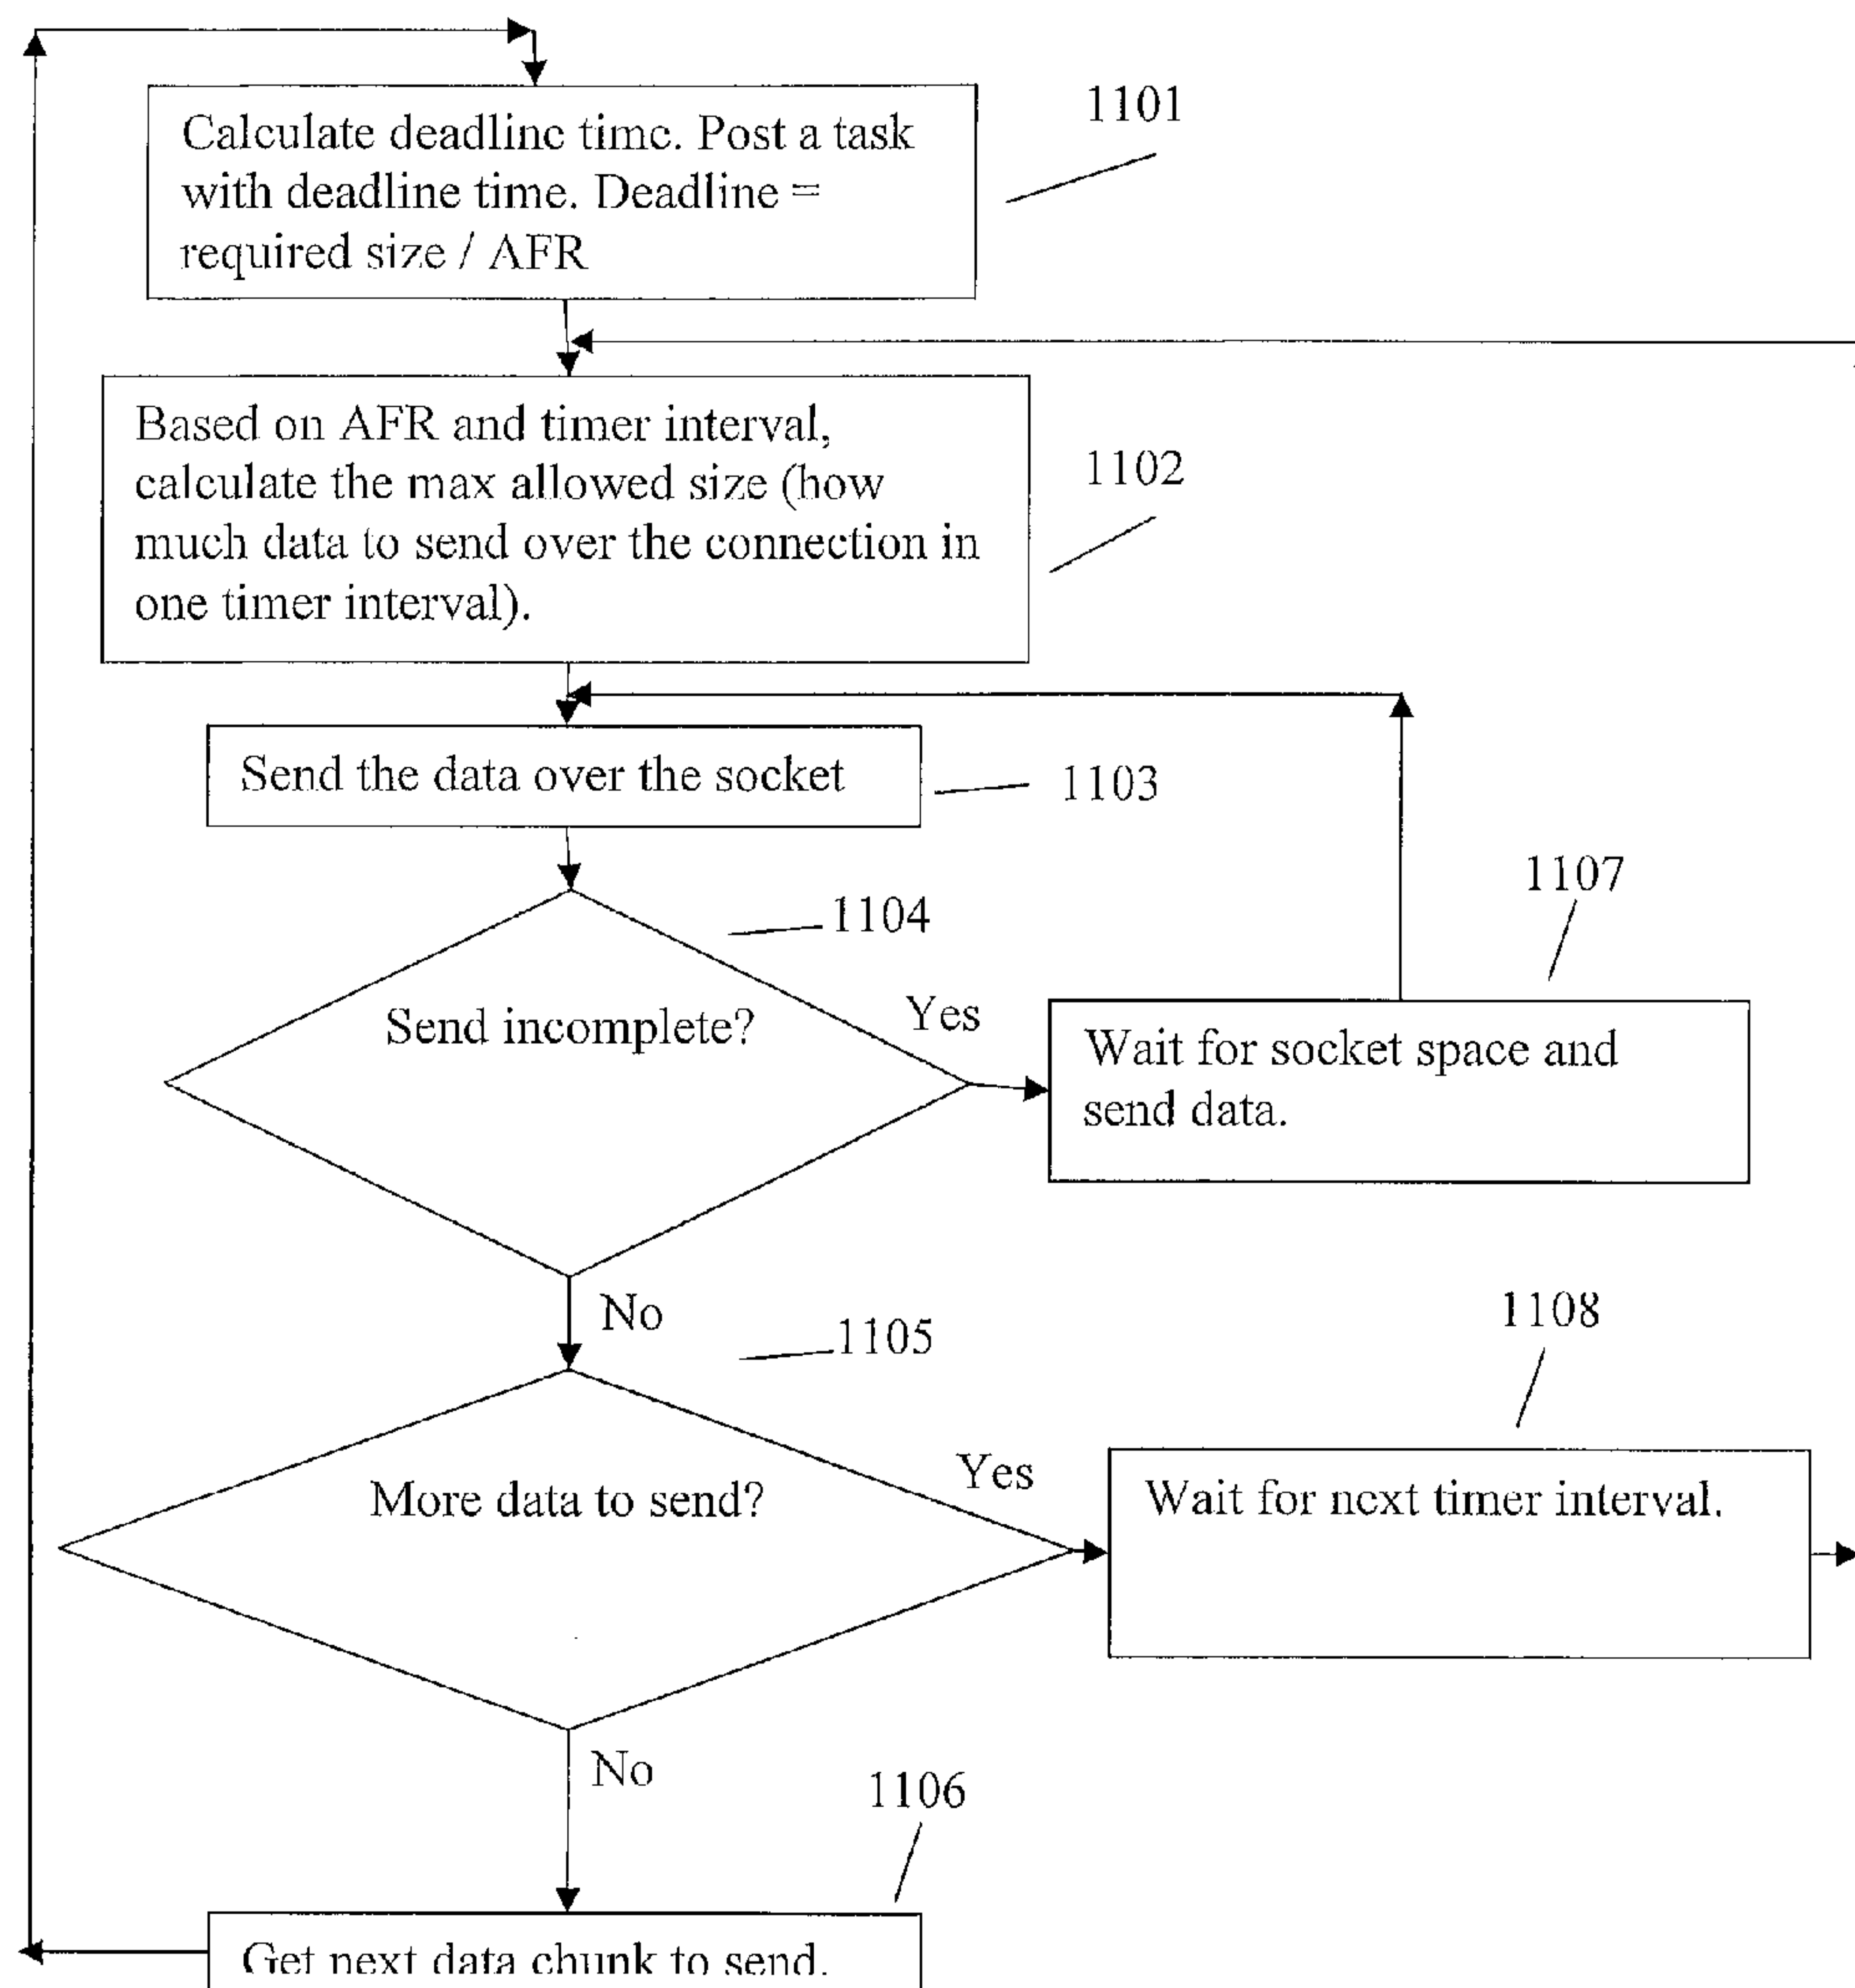 Calculate deadline time. Post a task
with deadline time. Deadline =
required size / AFR
1101
Based on AFR and timer interval,
calculate the max allowed size (how
much data to send over the connection in
one timer interval).
1102
Send the data over the socket
1103
1104
Send incomplete?
Yes
1107
Wait for socket space and
send data.
No
1105
More data to send?
Yes
1108
Wait for next timer interval.
No
1106
Get next data chunk to send.